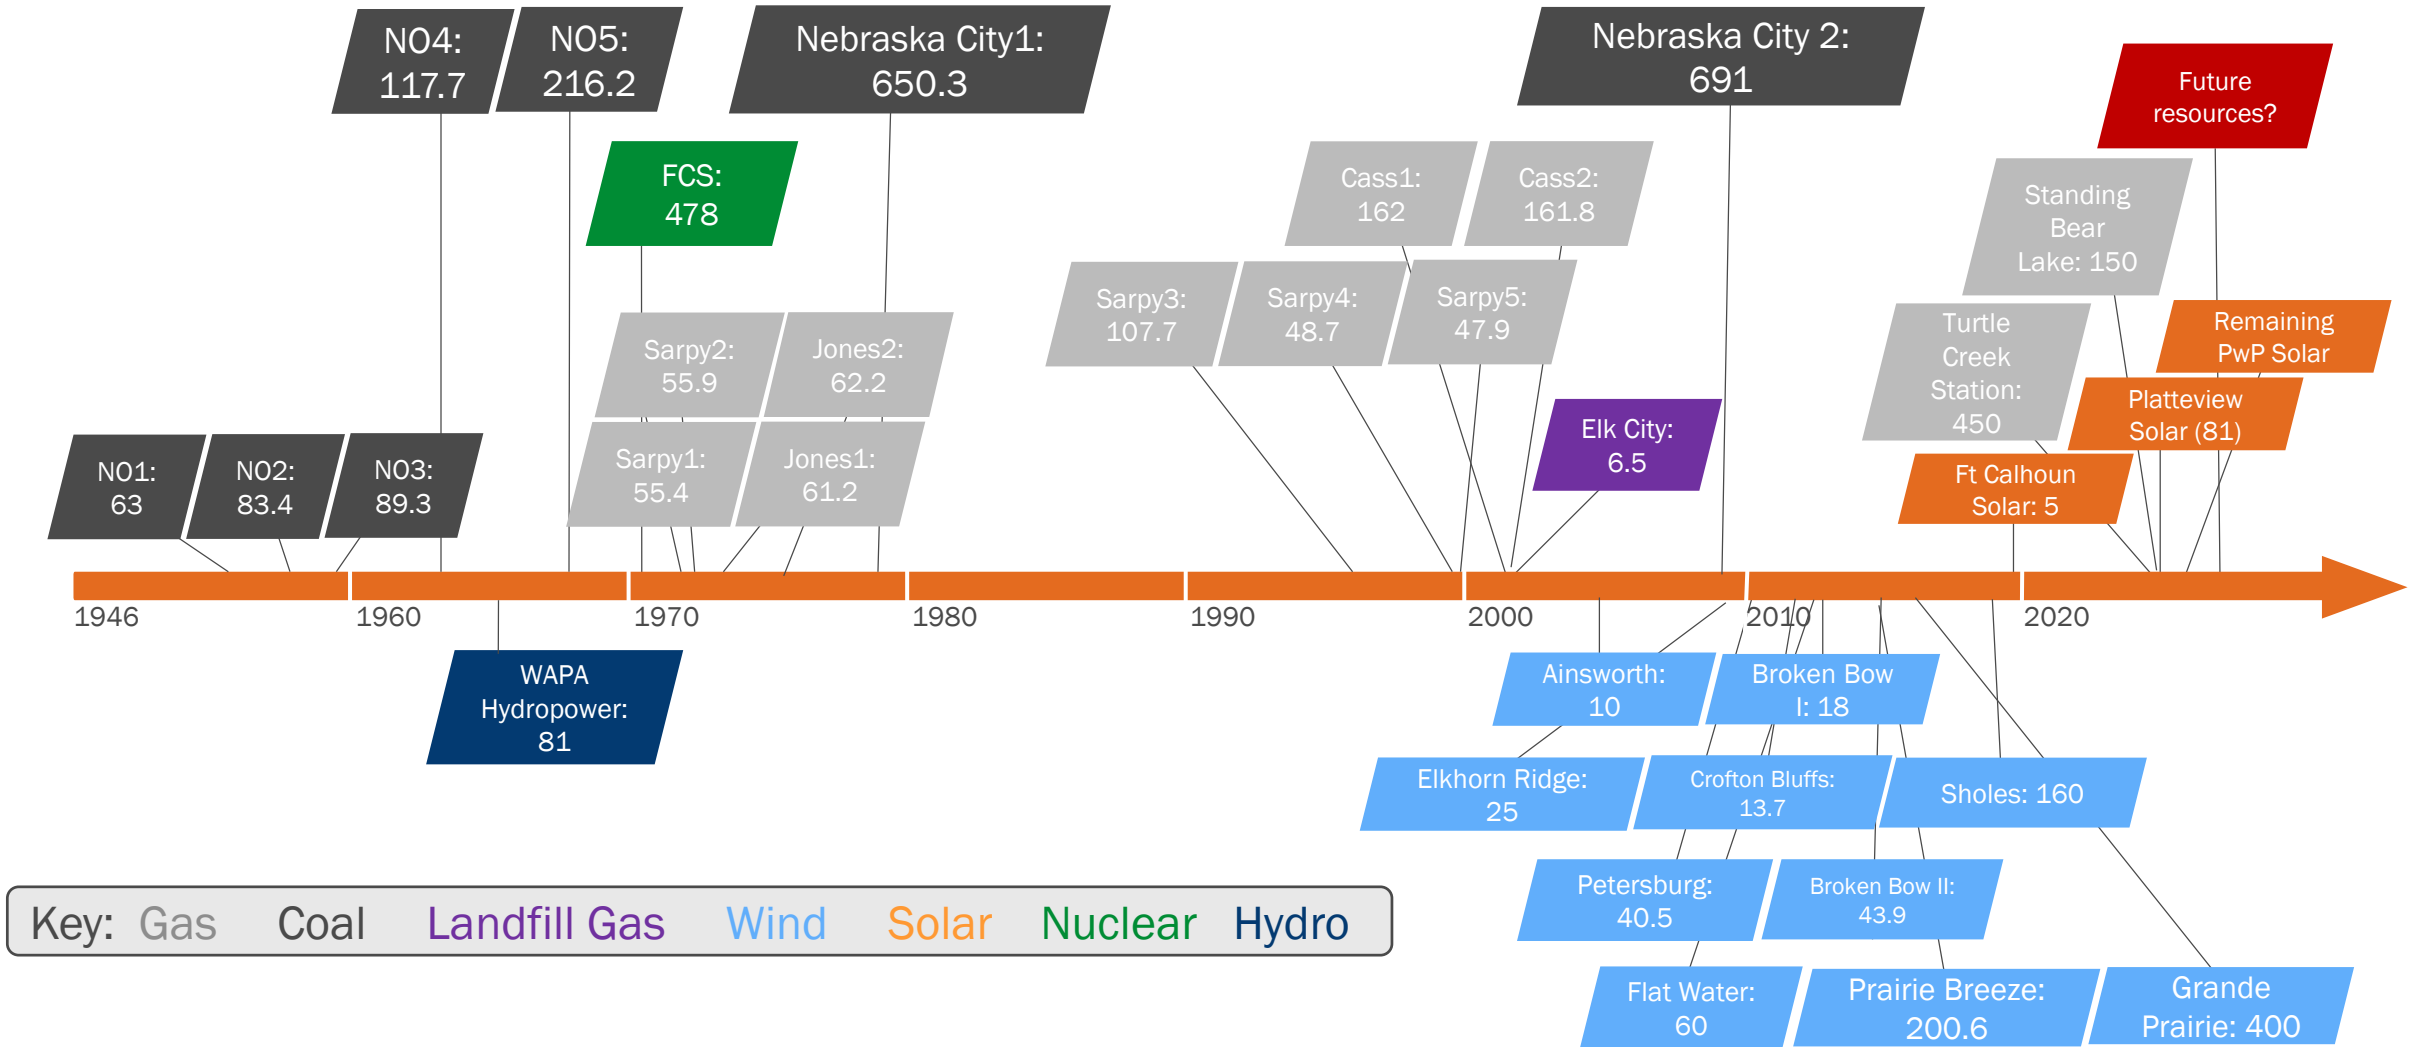 NO4:
117.7
NO5:
216.2
Nebraska City1:
650.3
Nebraska City 2:
691
Future
resources?
FCS:
478
Cass1:
162
Cass2:
161.8
Standing
Bear
Lake: 150
Sarpy3:
107.7
Sarpy4:
48.7
Sarpy5:
47.9
Sarpy2:
55.9
Jones2:
62.2
Turtle
Creek
Station:
450
Remaining
PwP Solar
Platteview
Solar (81)
Elk City:
6.5
NO1:
63
NO2:
83.4
NO3:
89.3
Sarpy1:
55.4
Jones1:
61.2
Ft Calhoun
Solar: 5
1946
1960
1970
1980
1990
2000
2010
2020
WAPA
Hydropower:
81
Ainsworth:
10
Broken Bow
I: 18
Elkhorn Ridge:
25
Crofton Bluffs:
13.7
Sholes: 160
Petersburg:
40.5
Broken Bow II:
43.9
Flat Water:
60
Prairie Breeze:
200.6
Grande
Prairie: 400
Key: Gas Coal Landfill Gas Wind Solar Nuclear Hydro